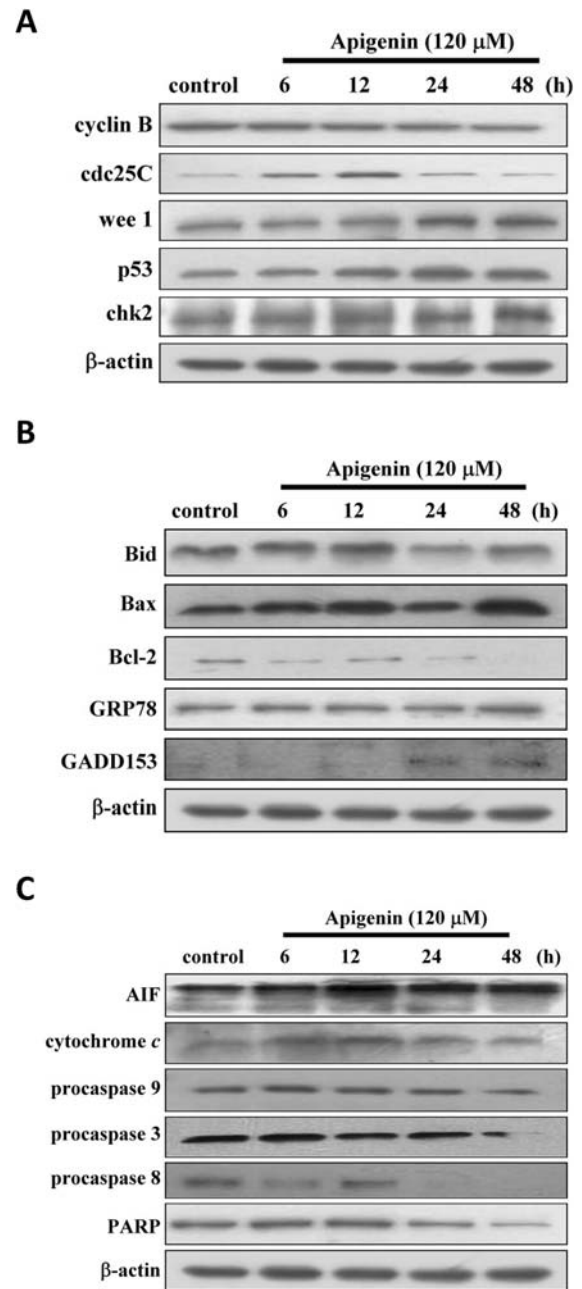 A
Apigenin (120 μM)
control 6 12 24 48 (h)
cyclin B
cdc25C
wee 1
p53
chk2
β-actin
B
Apigenin (120 μM)
control 6 12 24 48 (h)
Bid
Bax
Bcl-2
GRP78
GADD153
β-actin
C
Apigenin (120 μM)
control 6 12 24 48 (h)
AIF
cytochrome c
procaspase 9
procaspase 3
procaspase 8
PARP
β-actin